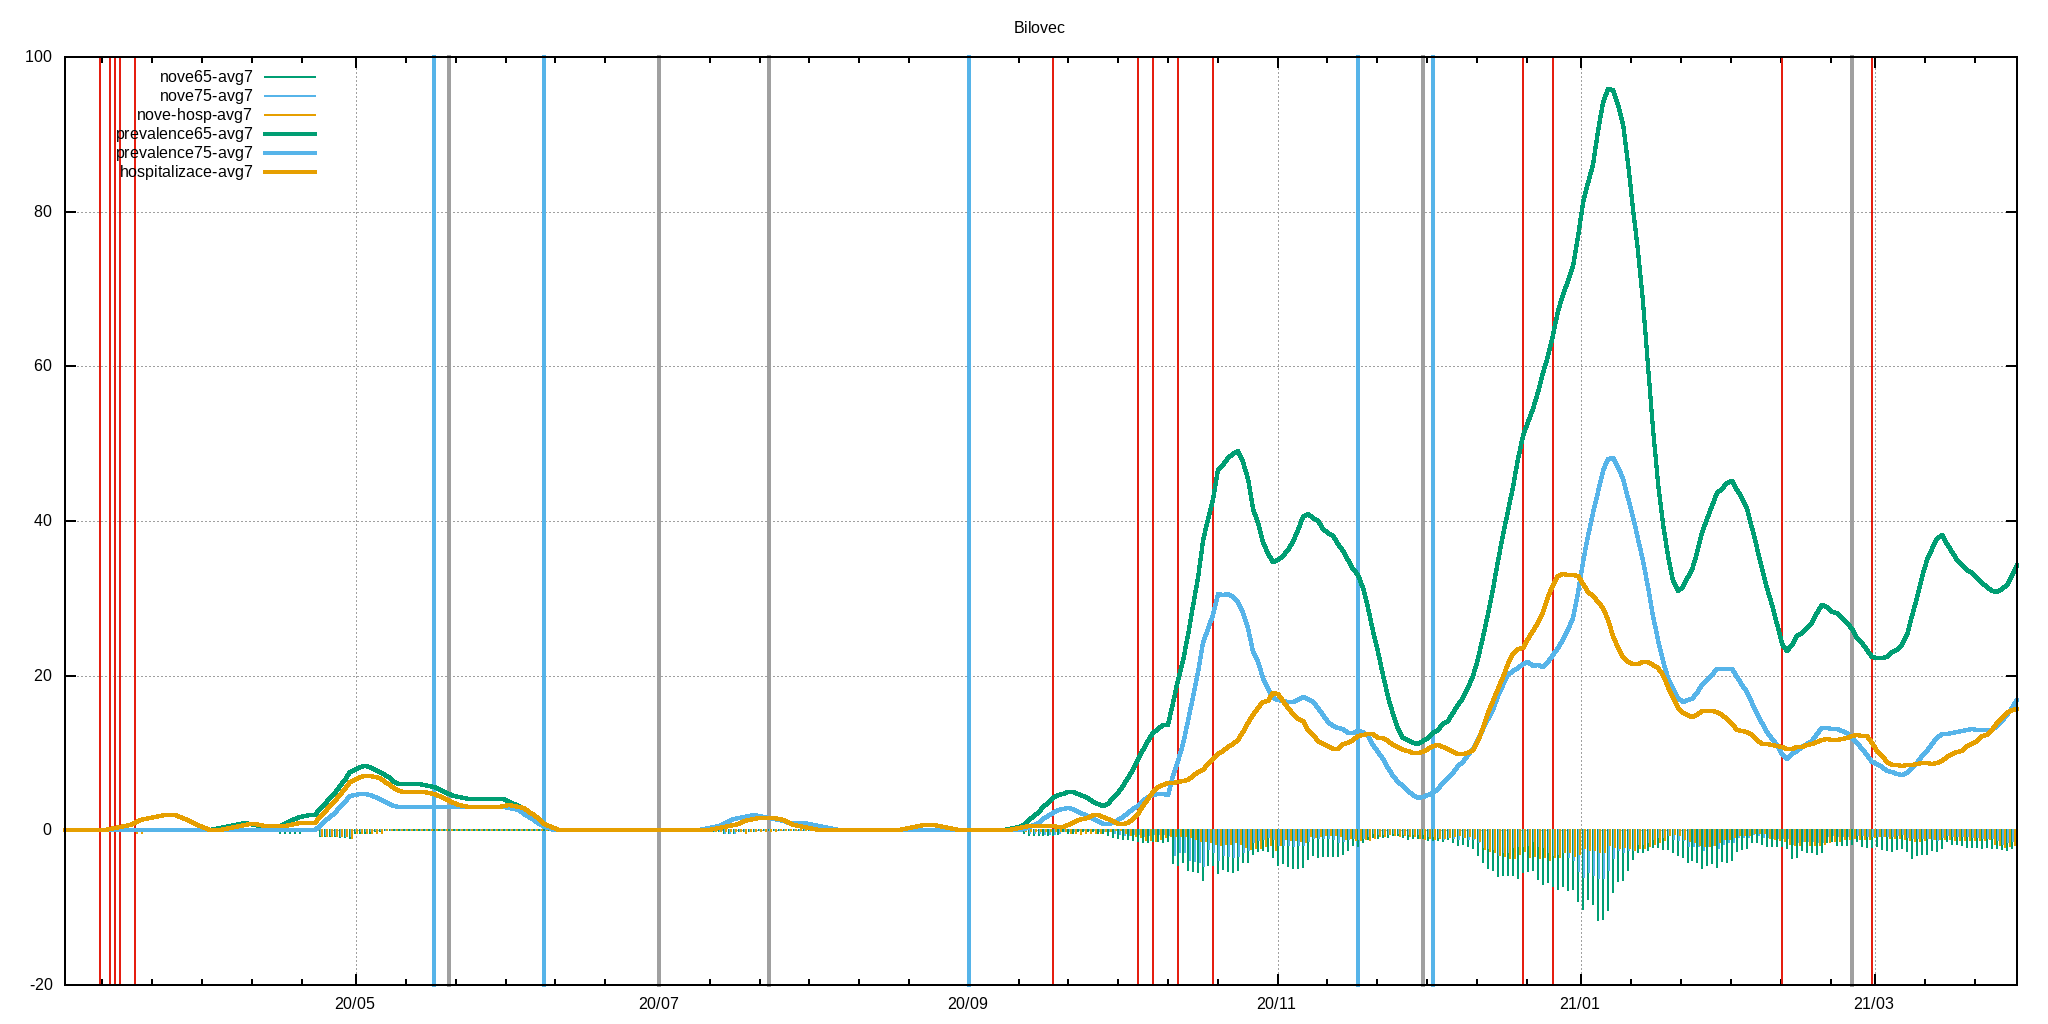 Bilovec
100
nove65-avg7
nove75-avg7
nove-hosp-avg7
prevalence65-avg7
prevalence75-avg7
hospitalizace-avg7
80
60
40
20
0
-20
20/05 20/07 20/09 20/11 21/01 21/03